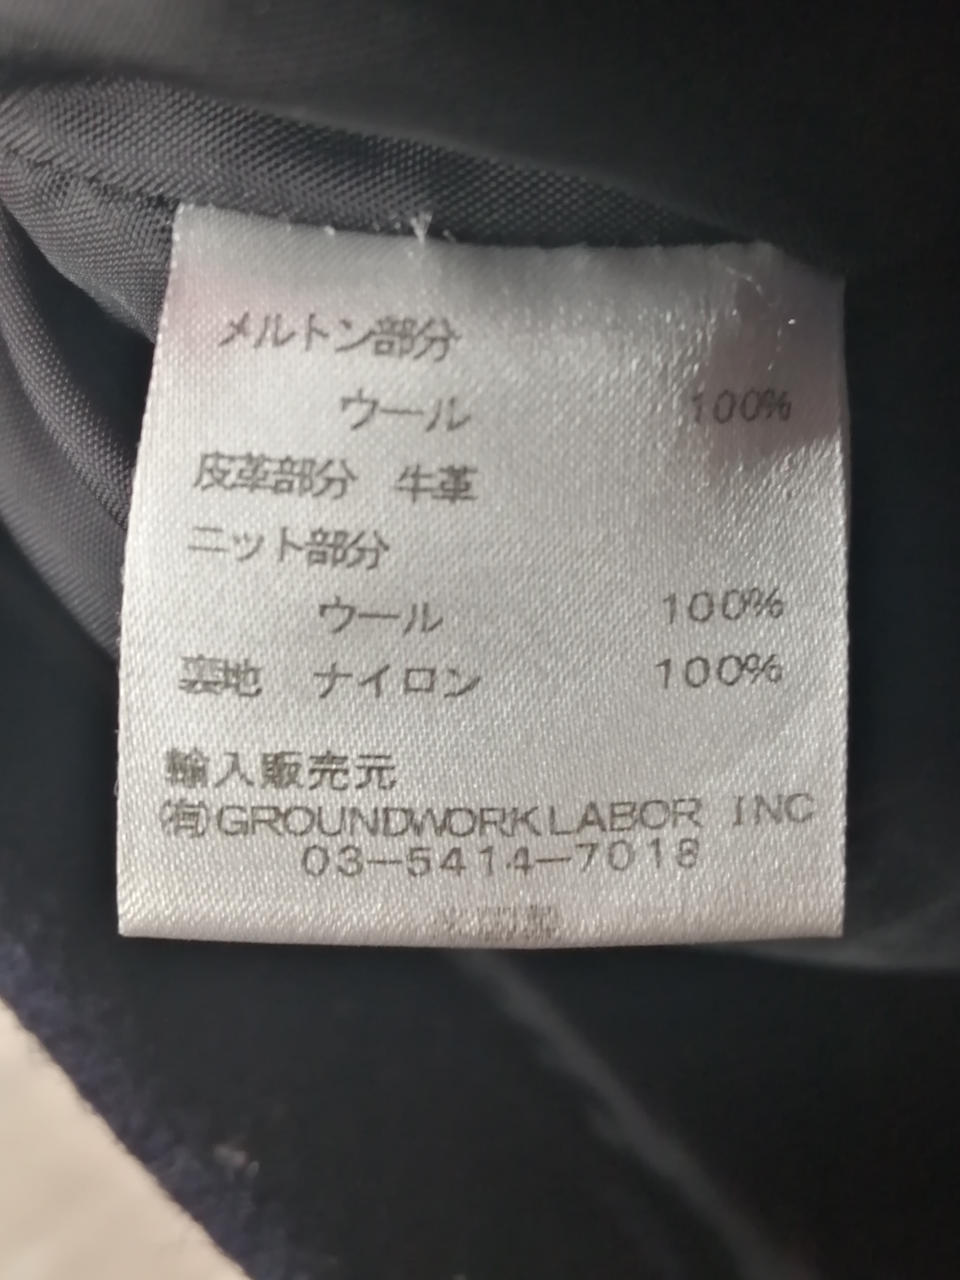 メルトン部分
ウール 100%
皮革部分 牛革
ニット部分
ウール 100%
裏地 ナイロン 100%
輸入販売元
㈲GROUNDWORKLABOR INC
03-5414-7018